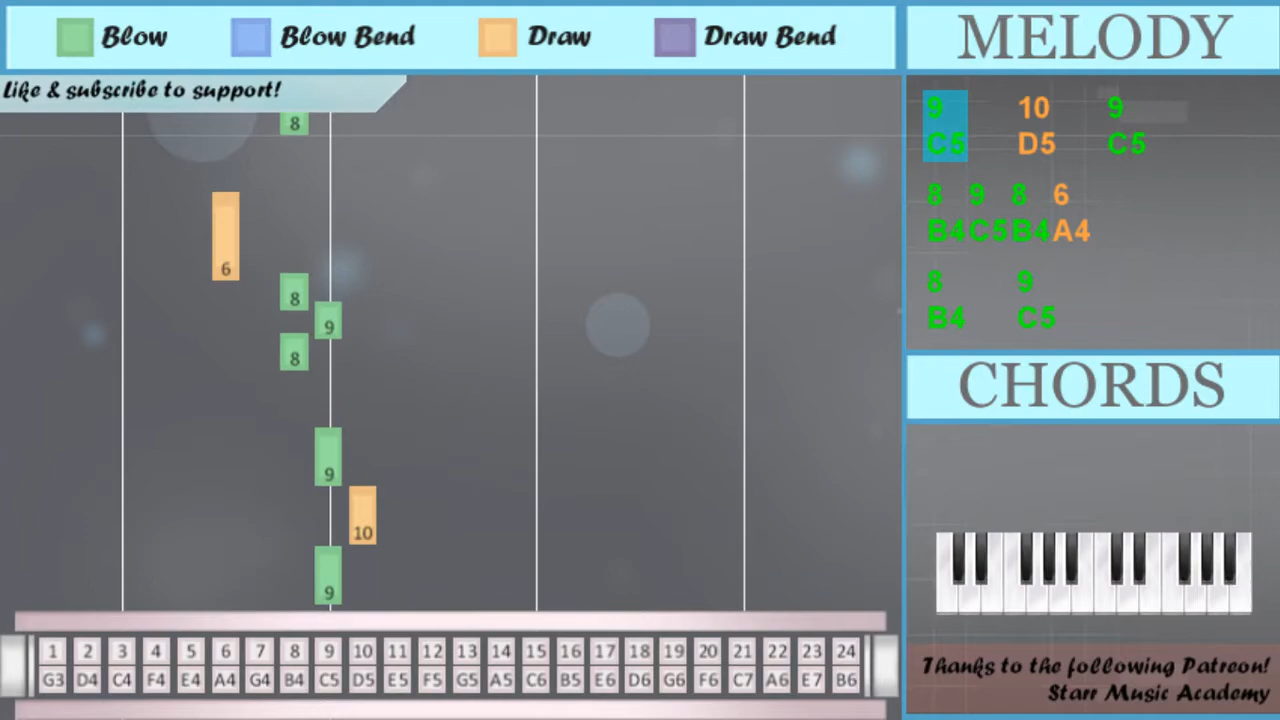 Blow Blow Bend Draw Draw Bend
MELODY
Like & subscribe to support!
9 10 9
C5 D5 C5
8 9 8 6
B4 C5 B4 A4
8 9
B4 C5
8
6
8
9
8
9
10
9
CHORDS
1 2 3 4 5 6 7 8 9 10 11 12 13 14 15 16 17 18 19 20 21 22 23 24
G3 D4 C4 F4 E4 A4 G4 B4 C5 D5 E5 F5 G5 A5 C6 B5 E6 D6 G6 F6 C7 A6 E7 B6
Thanks to the following Patreon!
Starr Music Academy